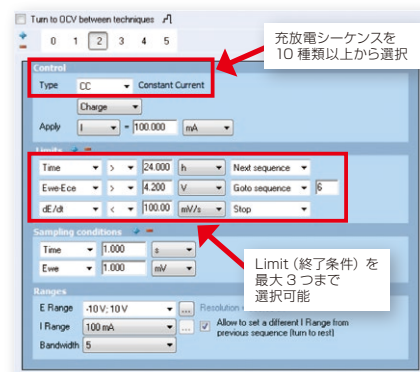 Turn to OCV between techniques
0 1 2 3 4 5
充放電シーケンスを
10種類以上から選択
Control
Type CC Constant Current
Charge
Apply I = 100.000 mA
Limits
Time > 24.000 h Next sequence
Ewe-Ece > 4.200 V Goto sequence 6
dE/dt < 100.00 mV/s Stop
Sampling conditions
Time 1.000 s
Ewe 1.000 mV
Limit（終了条件）を
最大3つまで
選択可能
Ranges
E Range -10 V; 10 V ... Resolution
I Range 100 mA ... Allow to set a different I Range from
previous sequence (turn to rest)
Bandwidth 5